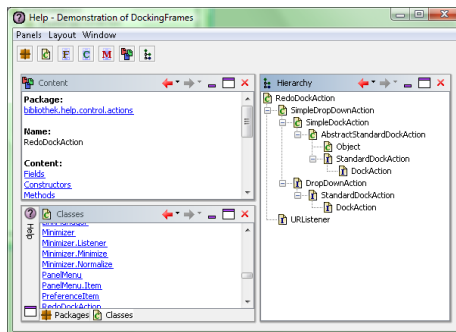 Help - Demonstration of DockingFrames
Panels Layout Window
F C M
Content
Package:
bibliothek.help.control.actions
Name:
RedoDockAction
Content:
Fields
Constructors
Methods
Hierarchy
RedoDockAction
SimpleDropDownAction
SimpleDockAction
AbstractStandardDockAction
Object
StandardDockAction
DockAction
DropDownAction
StandardDockAction
DockAction
URListener
Help
Classes
Minimizer
Minimizer.Listener
Minimizer.Minimize
Minimizer.Normalize
PanelMenu
PanelMenu.Item
PreferenceItem
RedoDockAction
Packages Classes